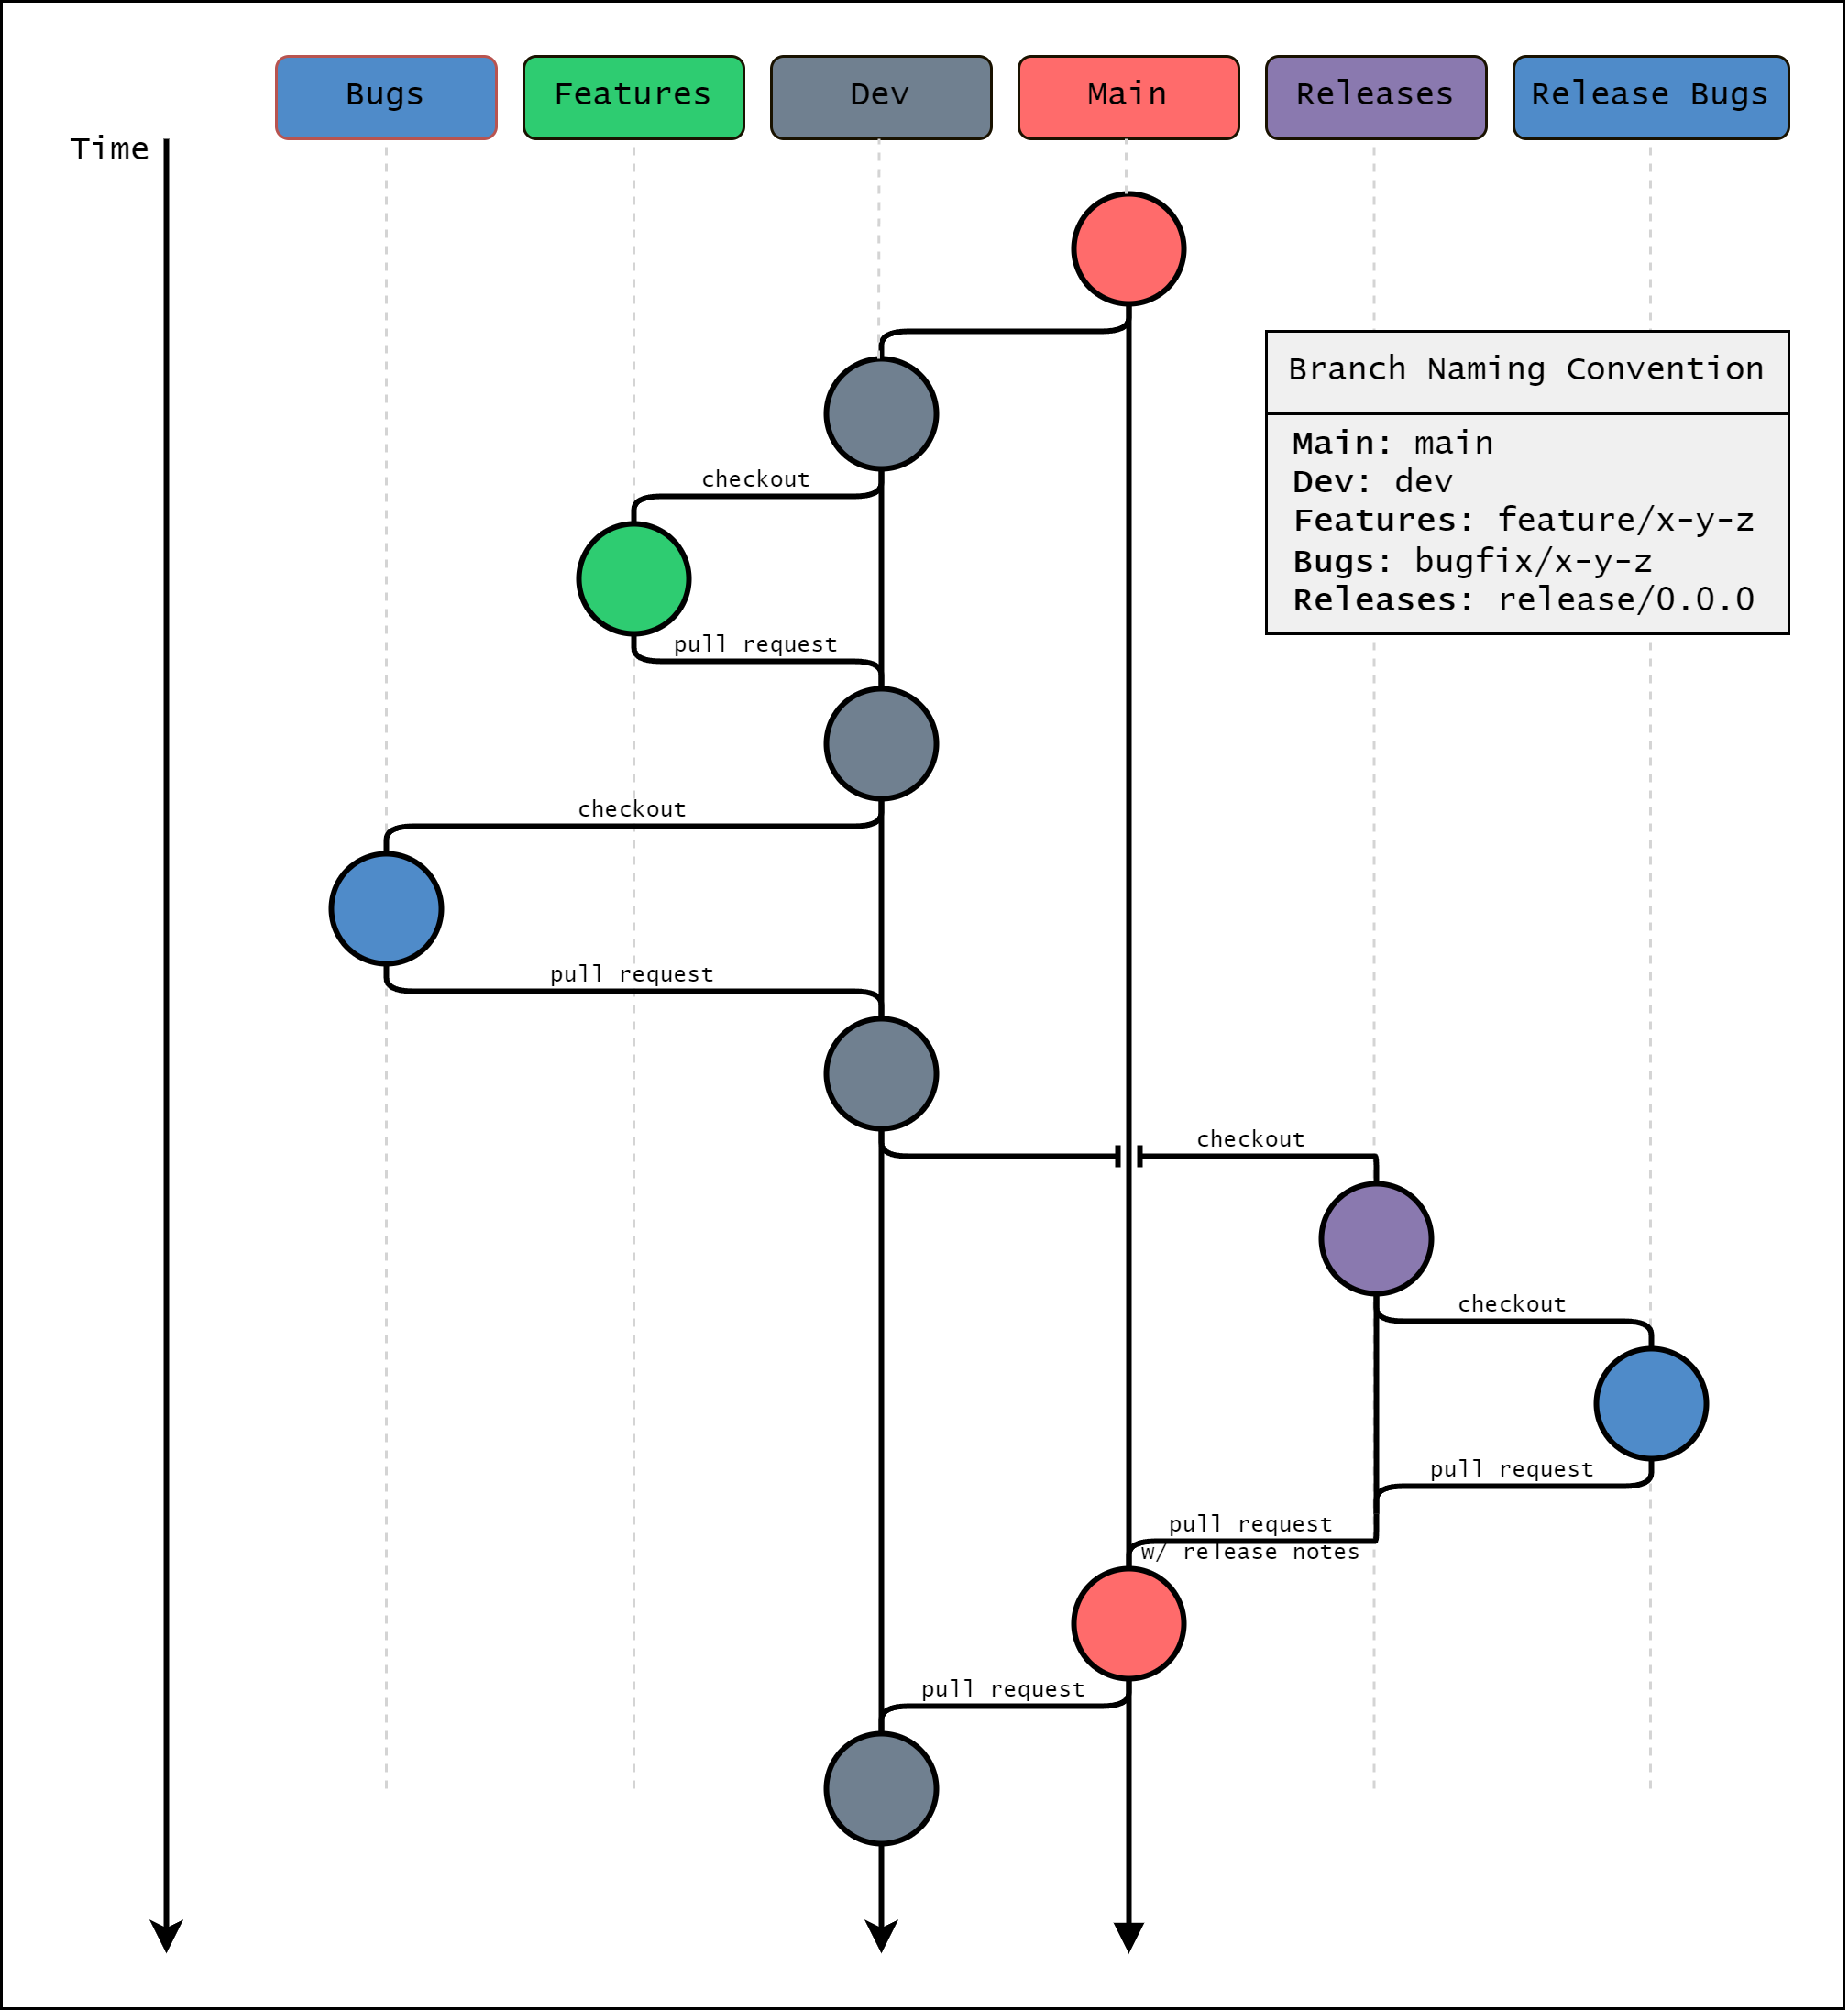 Bugs
Features
Dev
Main
Releases
Release Bugs
Time
Branch Naming Convention
Main: main
Dev: dev
Features: feature/x-y-z
Bugs: bugfix/x-y-z
Releases: release/0.0.0
checkout
pull request
checkout
pull request
checkout
checkout
pull request
pull request
w/ release notes
pull request